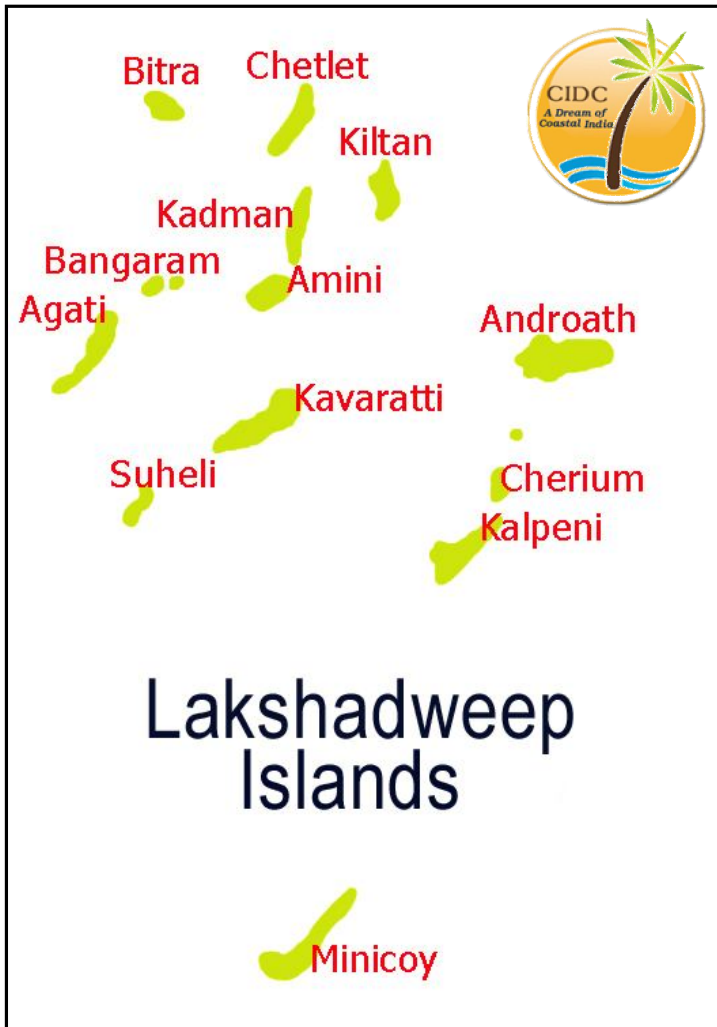 Bitra
Chetlet
CIDC
A Dream of
Coastal India
Kiltan
Kadman
Bangaram
Amini
Agati
Androath
Kavaratti
Suheli
Cherium
Kalpeni
Lakshadweep
Islands
Minicoy